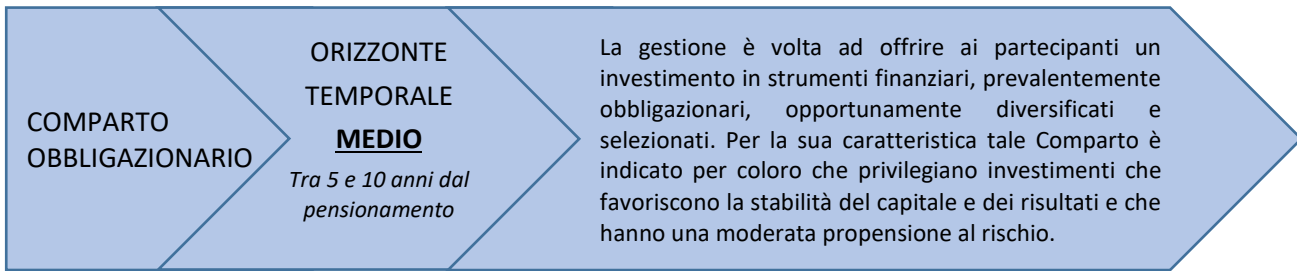 COMPARTO
OBBLIGAZIONARIO
ORIZZONTE
TEMPORALE
MEDIO
Tra 5 e 10 anni dal
pensionamento
La gestione è volta ad offrire ai partecipanti un
investimento in strumenti finanziari, prevalentemente
obbligazionari, opportunamente diversificati e
selezionati. Per la sua caratteristica tale Comparto è
indicato per coloro che privilegiano investimenti che
favoriscono la stabilità del capitale e dei risultati e che
hanno una moderata propensione al rischio.